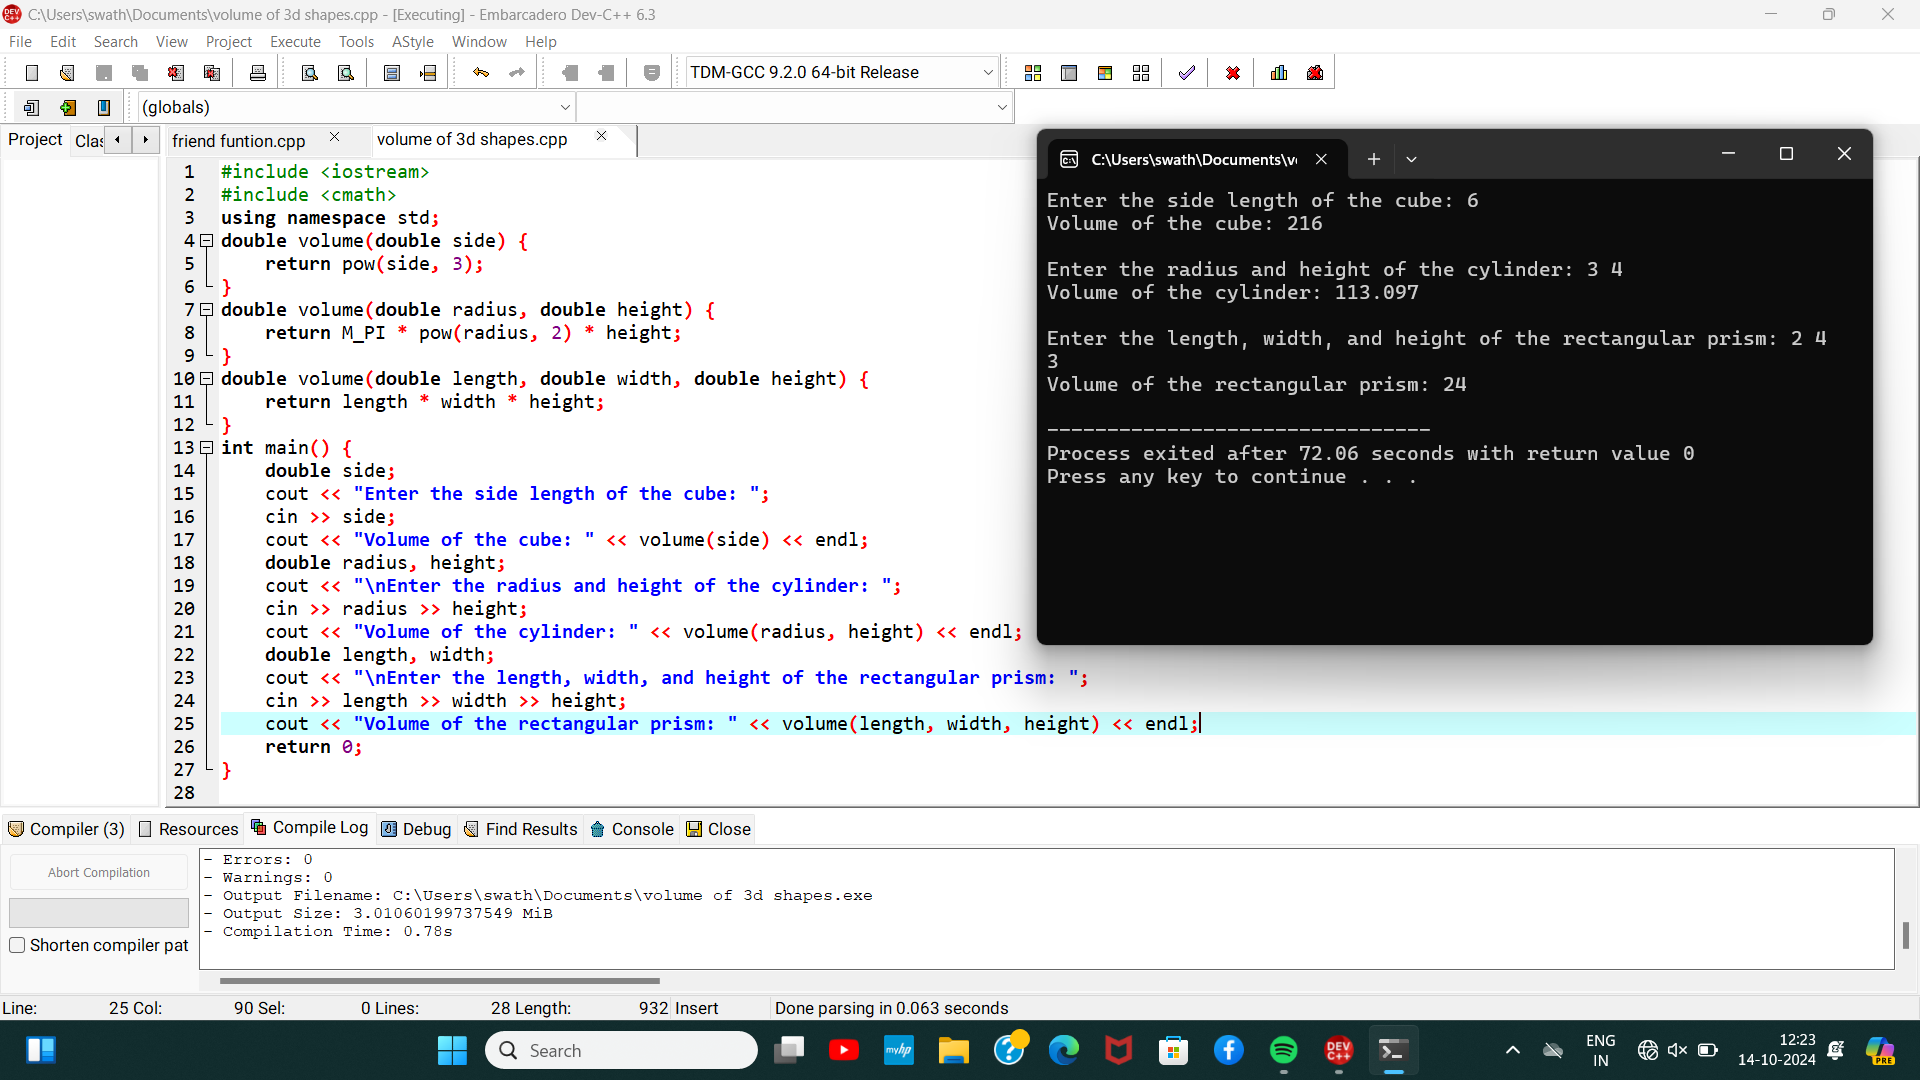 C:\Users\swath\Documents\volume of 3d shapes.cpp - [Executing] - Embarcadero Dev-C++ 6.3
File Edit Search View Project Execute Tools AStyle Window Help
TDM-GCC 9.2.0 64-bit Release
(globals)
Project Clas
friend funtion.cpp
volume of 3d shapes.cpp
1 #include <iostream>
2 #include <cmath>
3 using namespace std;
4 double volume(double side) {
5 return pow(side, 3);
6 }
7 double volume(double radius, double height) {
8 return M_PI * pow(radius, 2) * height;
9 }
10 double volume(double length, double width, double height) {
11 return length * width * height;
12 }
13 int main() {
14 double side;
15 cout << "Enter the side length of the cube: ";
16 cin >> side;
17 cout << "Volume of the cube: " << volume(side) << endl;
18 double radius, height;
19 cout << "\nEnter the radius and height of the cylinder: ";
20 cin >> radius >> height;
21 cout << "Volume of the cylinder: " << volume(radius, height) << endl;
22 double length, width;
23 cout << "\nEnter the length, width, and height of the rectangular prism: ";
24 cin >> length >> width >> height;
25 cout << "Volume of the rectangular prism: " << volume(length, width, height) << endl;
26 return 0;
27 }
28
C:\Users\swath\Documents\v
Enter the side length of the cube: 6
Volume of the cube: 216
Enter the radius and height of the cylinder: 3 4
Volume of the cylinder: 113.097
Enter the length, width, and height of the rectangular prism: 2 4
3
Volume of the rectangular prism: 24
--------------------------------
Process exited after 72.06 seconds with return value 0
Press any key to continue . . .
Compiler (3) Resources Compile Log Debug Find Results Console Close
Abort Compilation
Shorten compiler pat
- Errors: 0
- Warnings: 0
- Output Filename: C:\Users\swath\Documents\volume of 3d shapes.exe
- Output Size: 3.01060199737549 MiB
- Compilation Time: 0.78s
Line: 25 Col: 90 Sel: 0 Lines: 28 Length: 932 Insert Done parsing in 0.063 seconds
Search
myhp
DEV C++
ENG
IN
12:23
14-10-2024
PRE